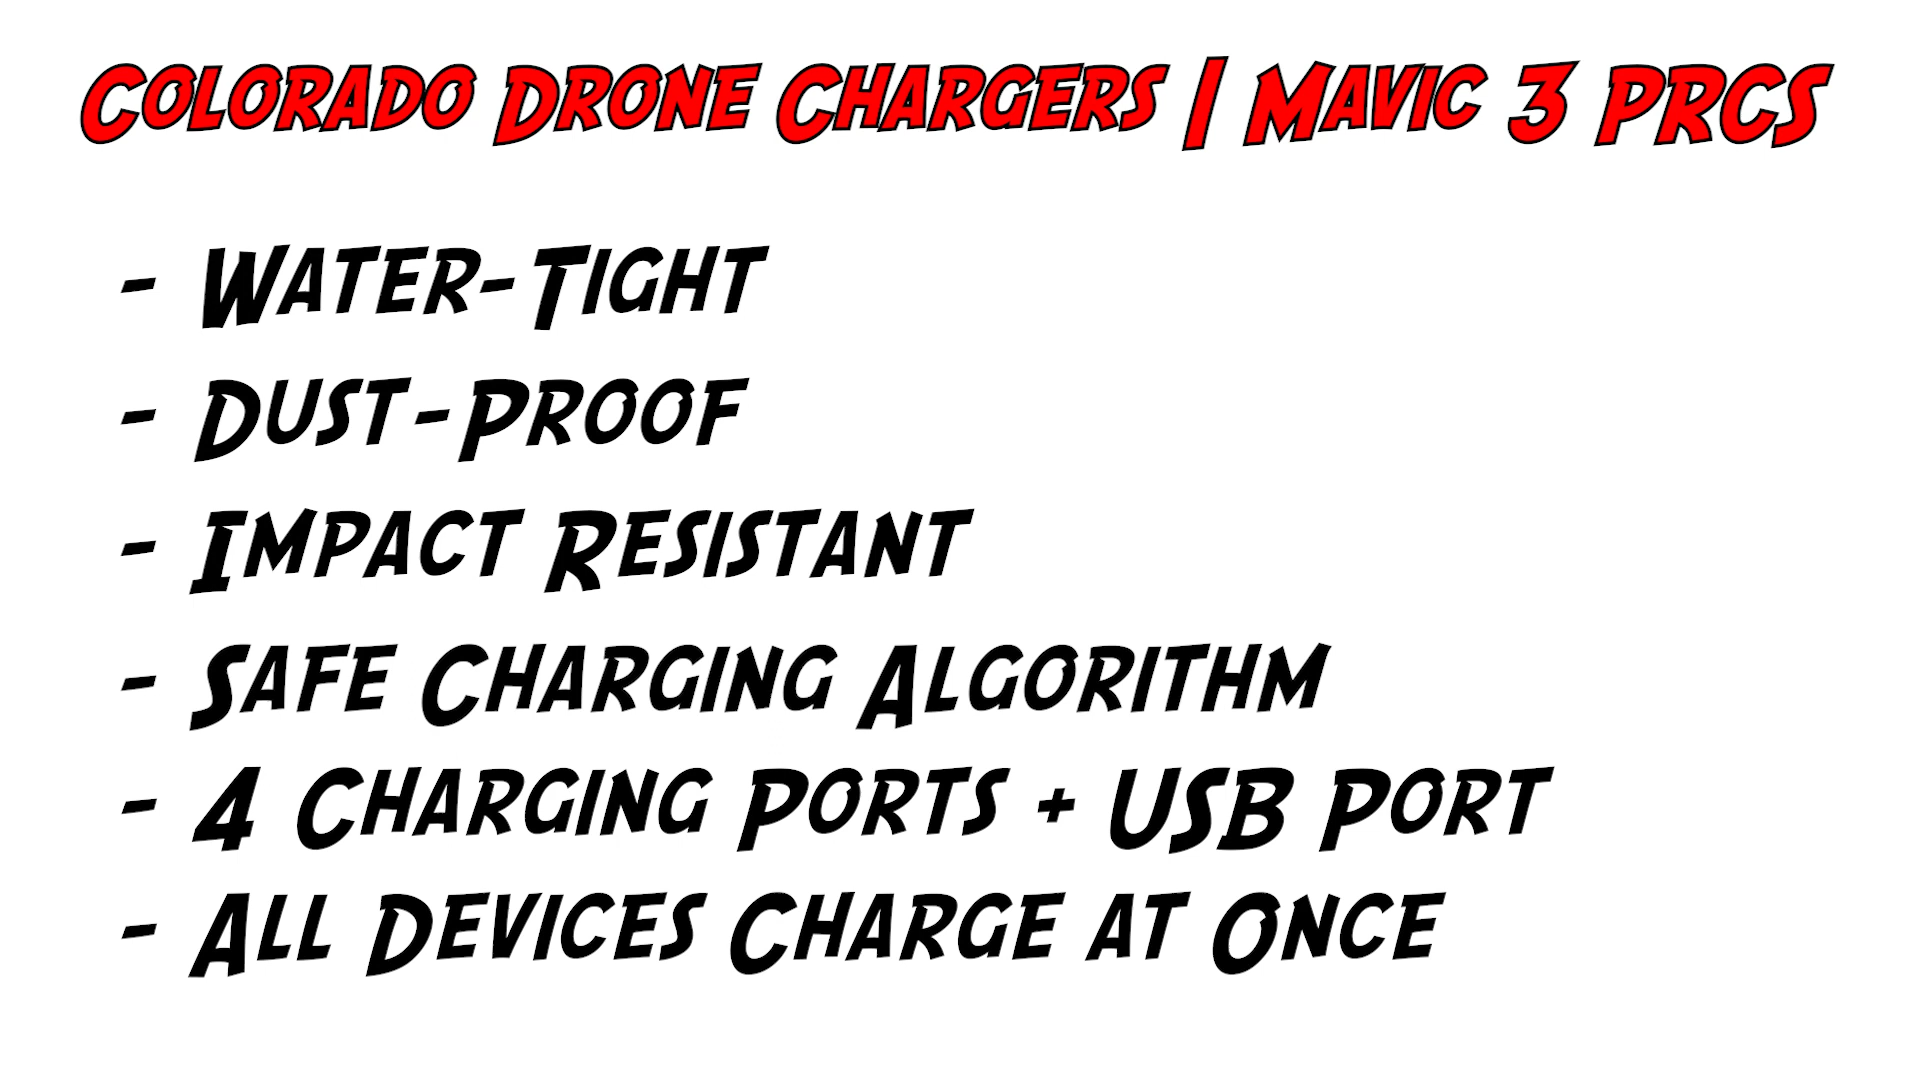 Colorado Drone Chargers | Mavic 3 PRCS
- Water-Tight
- Dust-Proof
- Impact Resistant
- Safe Charging Algorithm
- 4 Charging Ports + USB Port
- All Devices Charge at Once